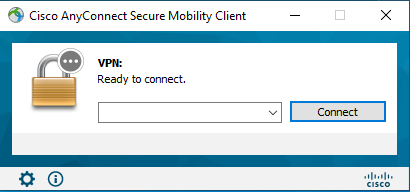 Cisco AnyConnect Secure Mobility Client
VPN:
Ready to connect.
Connect
CISCO